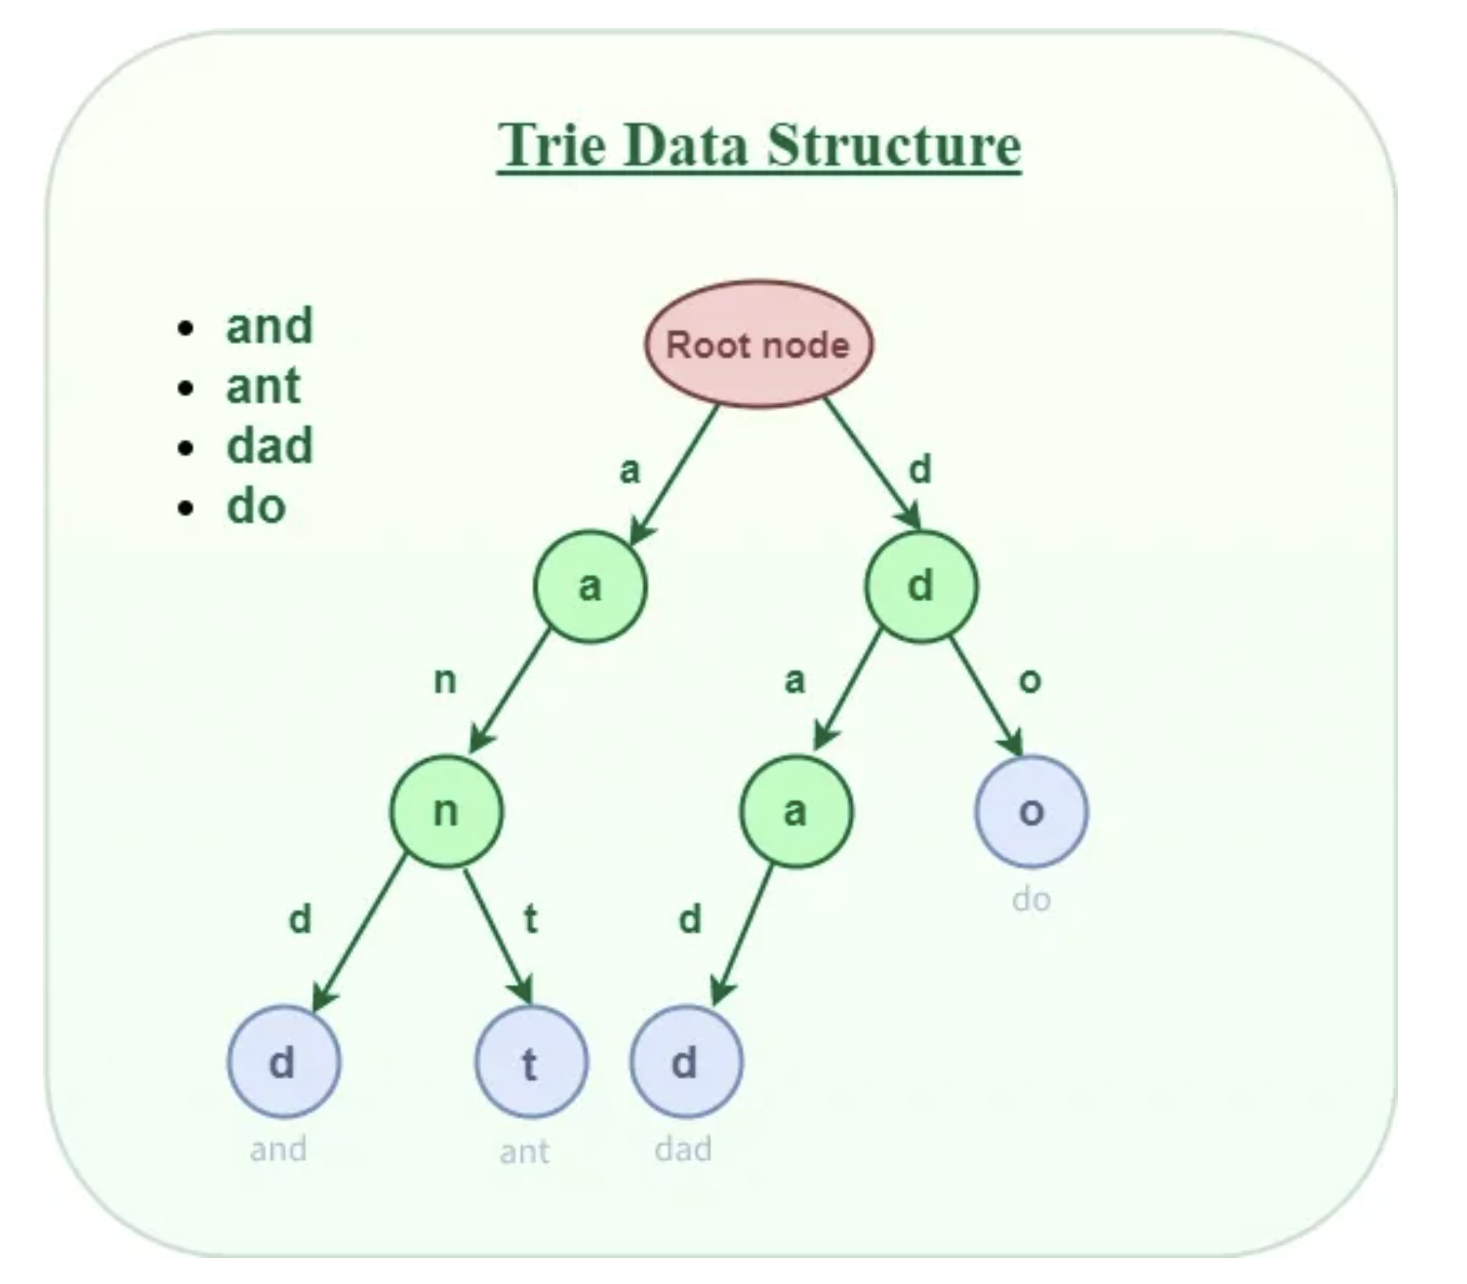 Trie Data Structure
• and
• ant
• dad
• do
Root node
a d
a d
n a o
n a o
do
d t d
d t d
and ant dad